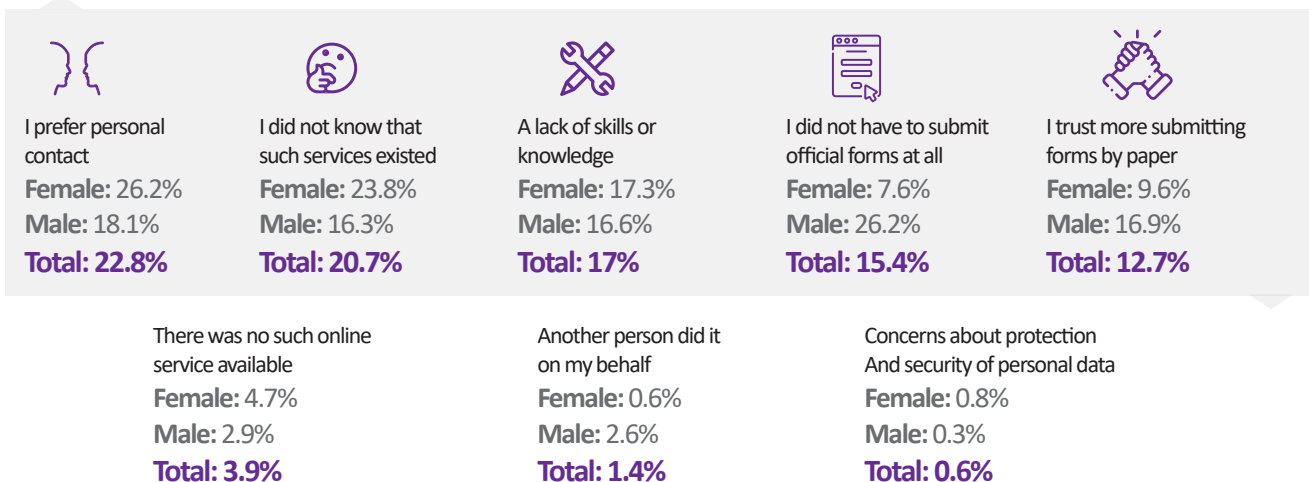 I prefer personal
contact
Female: 26.2%
Male: 18.1%
Total: 22.8%
I did not know that
such services existed
Female: 23.8%
Male: 16.3%
Total: 20.7%
A lack of skills or
knowledge
Female: 17.3%
Male: 16.6%
Total: 17%
I did not have to submit
official forms at all
Female: 7.6%
Male: 26.2%
Total: 15.4%
I trust more submitting
forms by paper
Female: 9.6%
Male: 16.9%
Total: 12.7%
There was no such online
service available
Female: 4.7%
Male: 2.9%
Total: 3.9%
Another person did it
on my behalf
Female: 0.6%
Male: 2.6%
Total: 1.4%
Concerns about protection
And security of personal data
Female: 0.8%
Male: 0.3%
Total: 0.6%